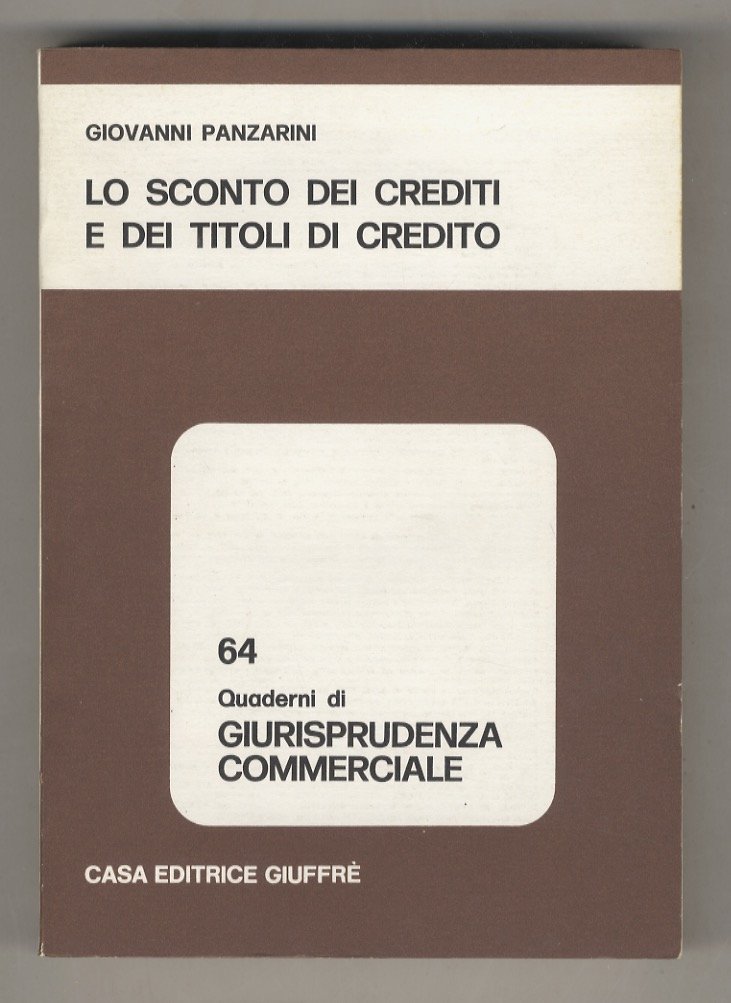 GIOVANNI PANZARINI
LO SCONTO DEI CREDITI
E DEI TITOLI DI CREDITO
64
Quaderni di
GIURISPRUDENZA
COMMERCIALE
CASA EDITRICE GIUFFRÈ